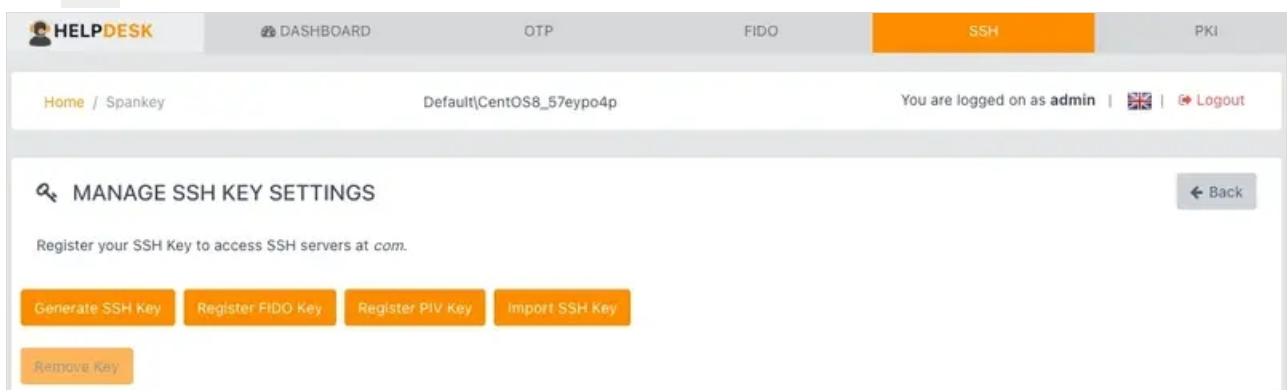 HELPDESK DASHBOARD OTP FIDO SSH PKI
Home / Spankey Default\CentOS8_57eypo4p You are logged on as admin | | Logout
MANAGE SSH KEY SETTINGS Back
Register your SSH Key to access SSH servers at com.
Generate SSH Key Register FIDO Key Register PIV Key Import SSH Key
Remove Key